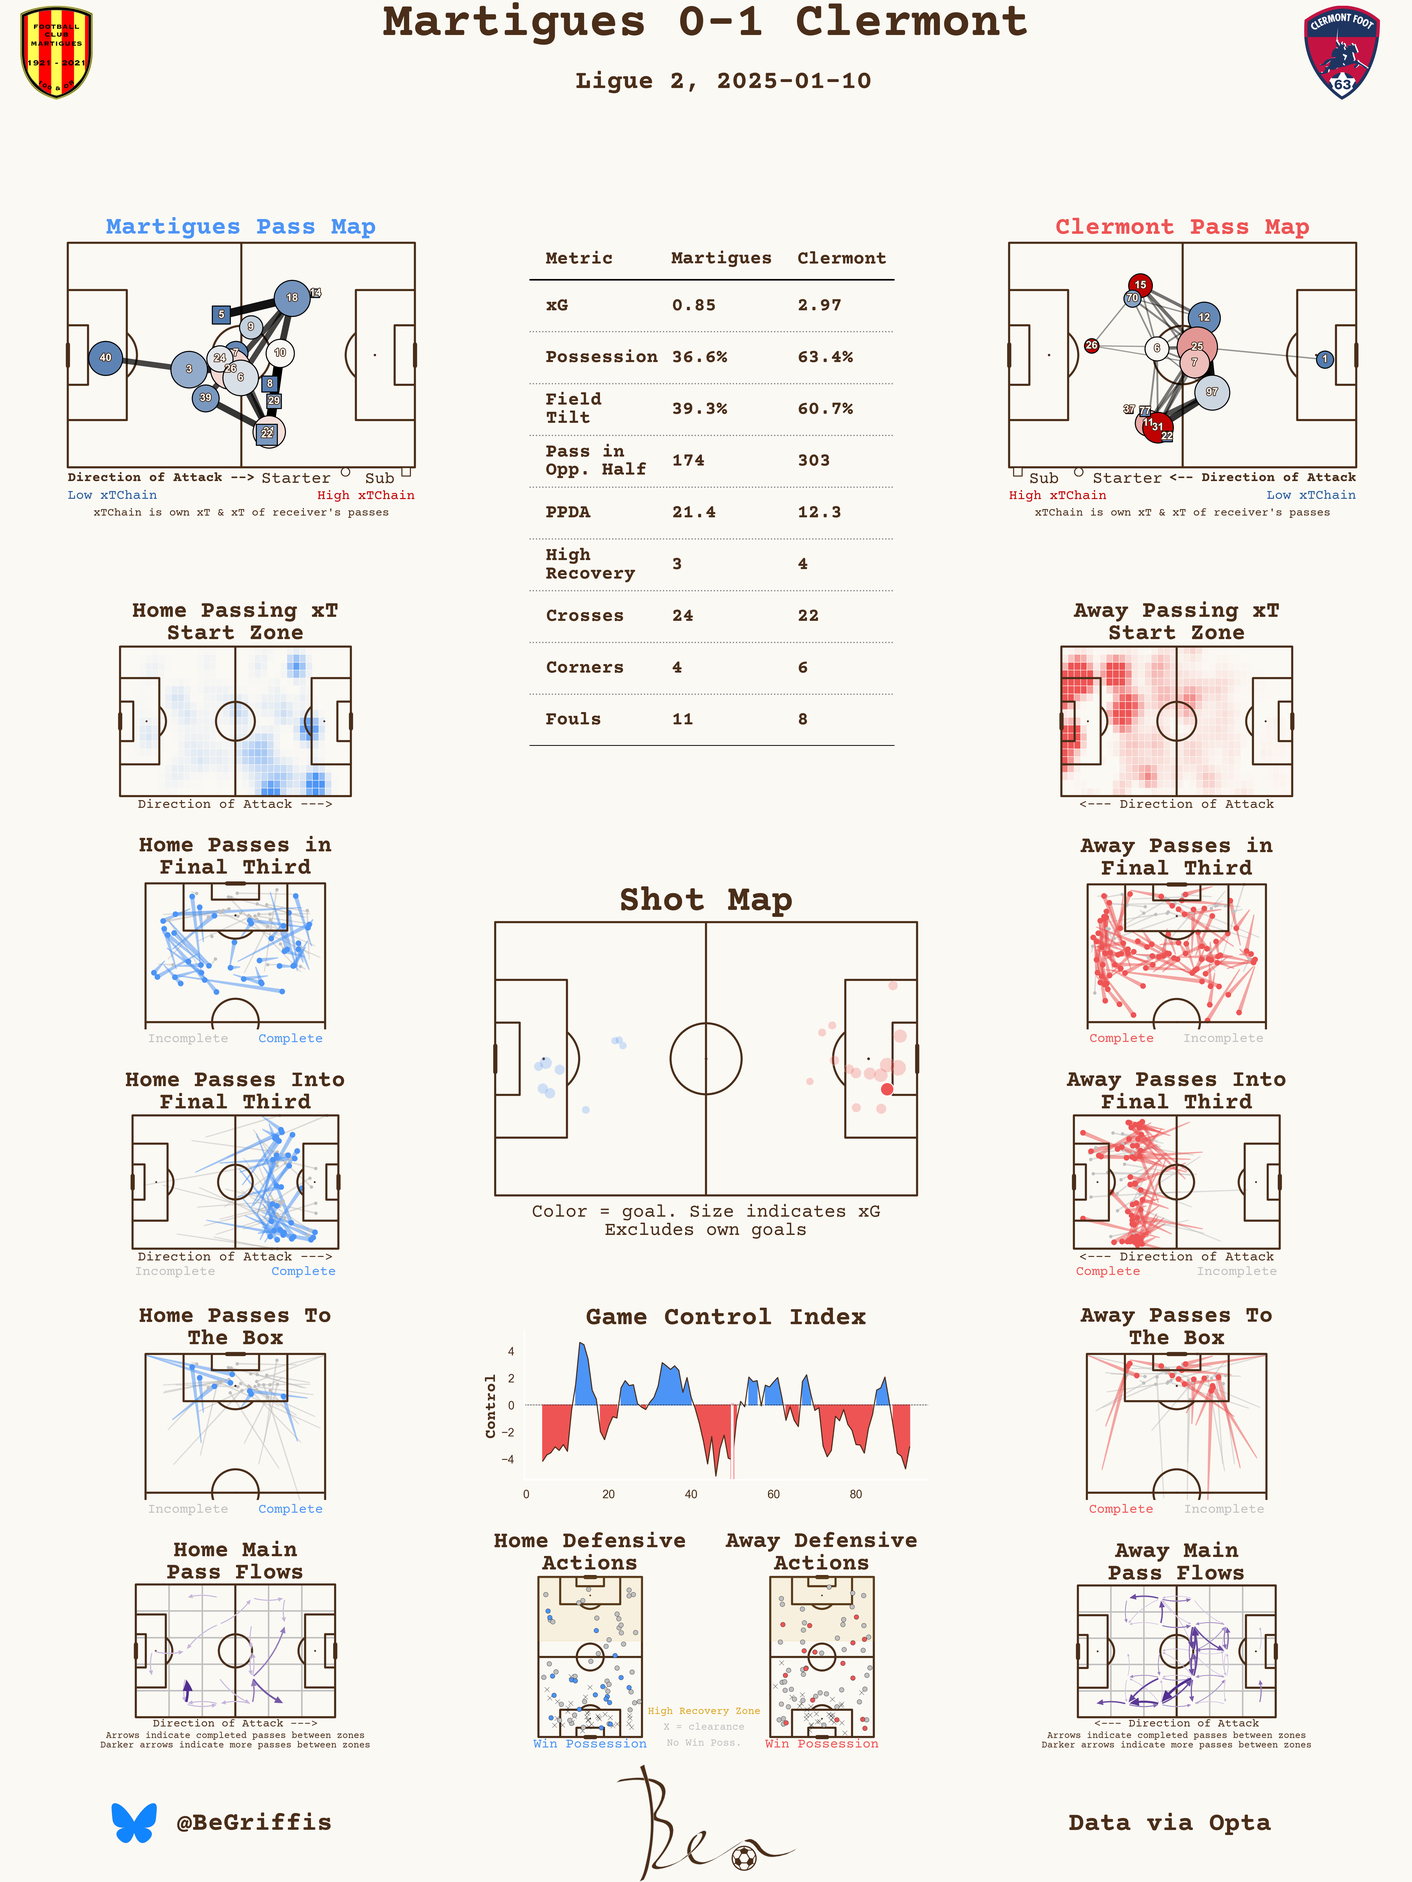 Martigues 0-1 Clermont
Ligue 2, 2025-01-10
FOOTBALL
CLUB
MARTIGUES
1921 - 2021
CLERMONT FOOT
63
Martigues Pass Map
5
18
14
9
7
10
40
3
24
26
6
8
39
29
22
Direction of Attack --> Starter Sub
Low xTChain High xTChain
xTChain is own xT & xT of receiver's passes
Metric Martigues Clermont
xG 0.85 2.97
Possession 36.6% 63.4%
Field
Tilt 39.3% 60.7%
Pass in
Opp. Half 174 303
PPDA 21.4 12.3
High
Recovery 3 4
Crosses 24 22
Corners 4 6
Fouls 11 8
Clermont Pass Map
15
70
12
26
6
25
7
1
97
37
77
11
31
22
Sub Starter <-- Direction of Attack
High xTChain Low xTChain
xTChain is own xT & xT of receiver's passes
Home Passing xT
Start Zone
Direction of Attack --->
Away Passing xT
Start Zone
<--- Direction of Attack
Home Passes in
Final Third
Incomplete Complete
Away Passes in
Final Third
Complete Incomplete
Shot Map
Color = goal. Size indicates xG
Excludes own goals
Home Passes Into
Final Third
Direction of Attack --->
Incomplete Complete
Away Passes Into
Final Third
<--- Direction of Attack
Complete Incomplete
Home Passes To
The Box
Incomplete Complete
Game Control Index
Control
4
2
0
−2
−4
0 20 40 60 80
Away Passes To
The Box
Complete Incomplete
Home Main
Pass Flows
Direction of Attack --->
Arrows indicate completed passes between zones
Darker arrows indicate more passes between zones
Home Defensive
Actions
Win Possession
Away Defensive
Actions
Win Possession
High Recovery Zone
X = clearance
No Win Poss.
Away Main
Pass Flows
<--- Direction of Attack
Arrows indicate completed passes between zones
Darker arrows indicate more passes between zones
@BeGriffis
Ben
Data via Opta